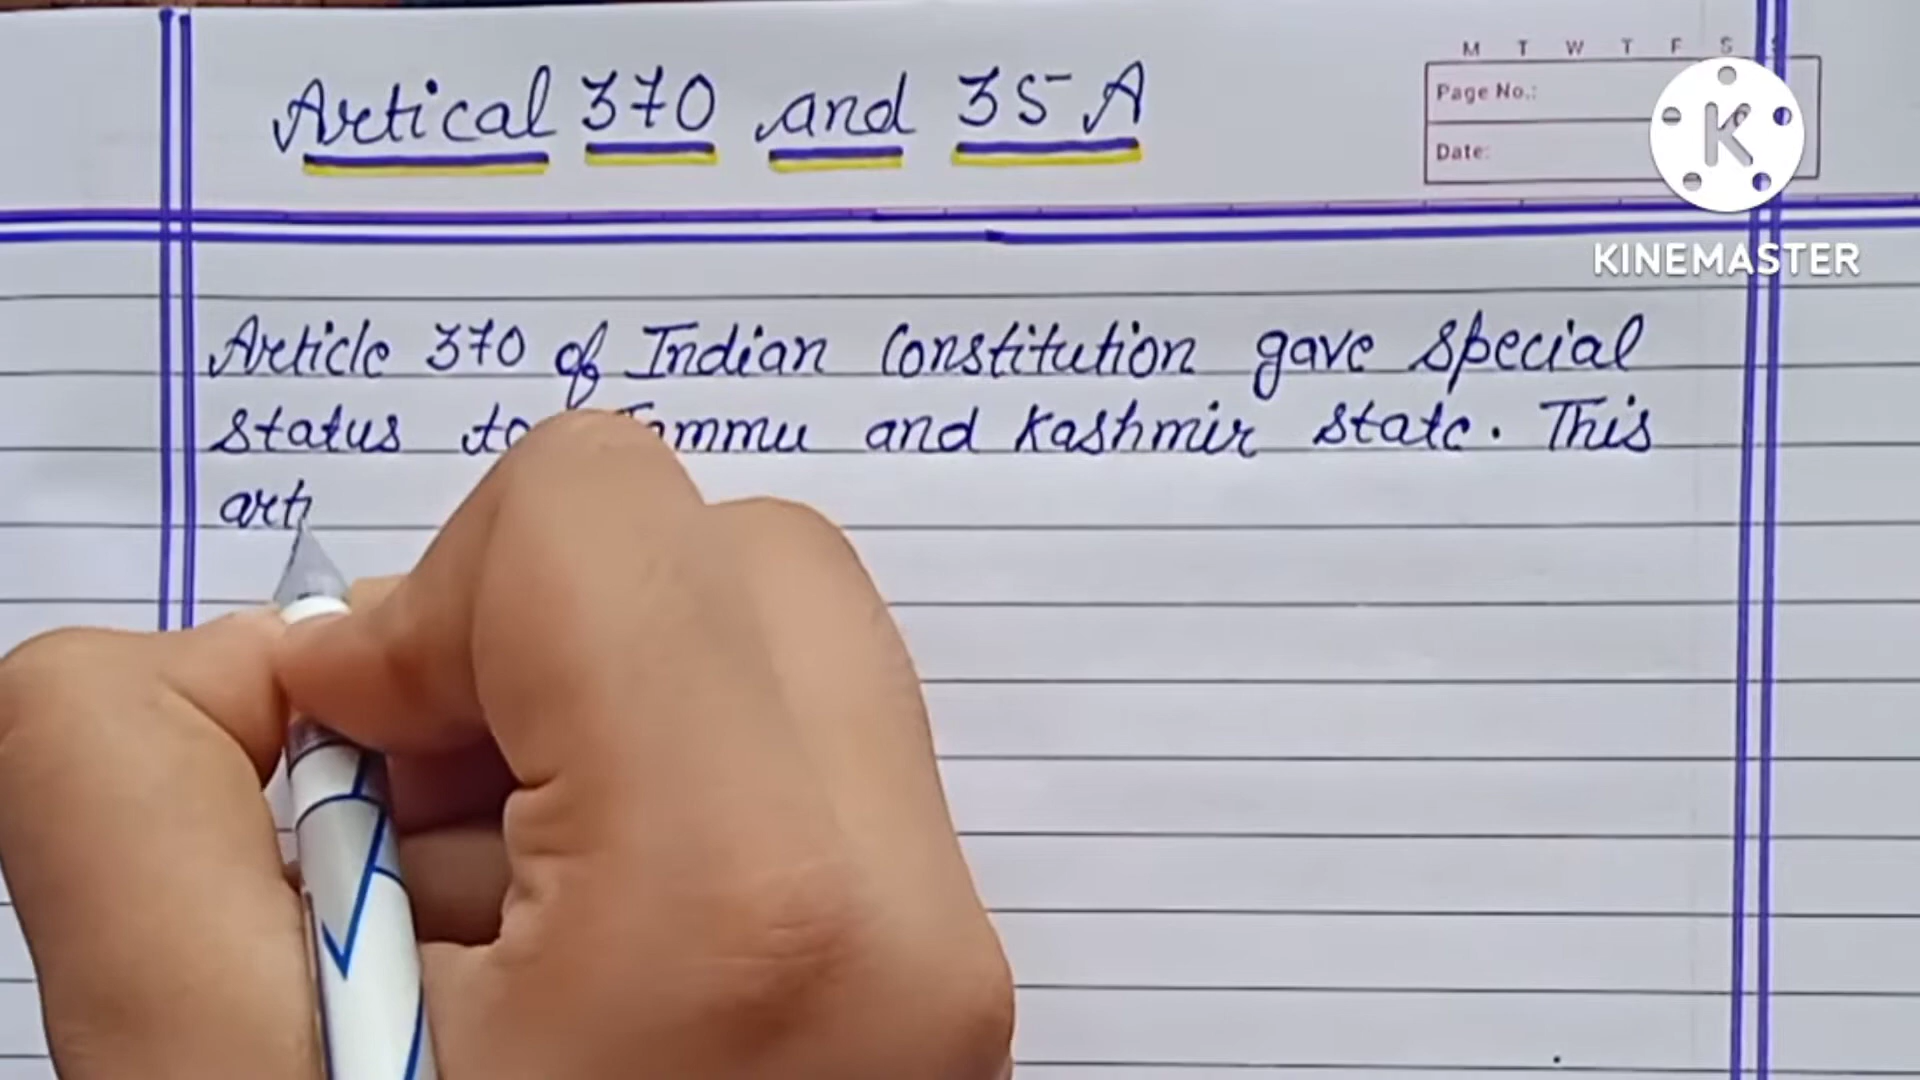 M T W T F S S
Artical 370 and 35-A
Page No.:
Date:
K
KINEMASTER
Article 370 of Indian Constitution gave special
status to Jammu and Kashmir state. This
arti